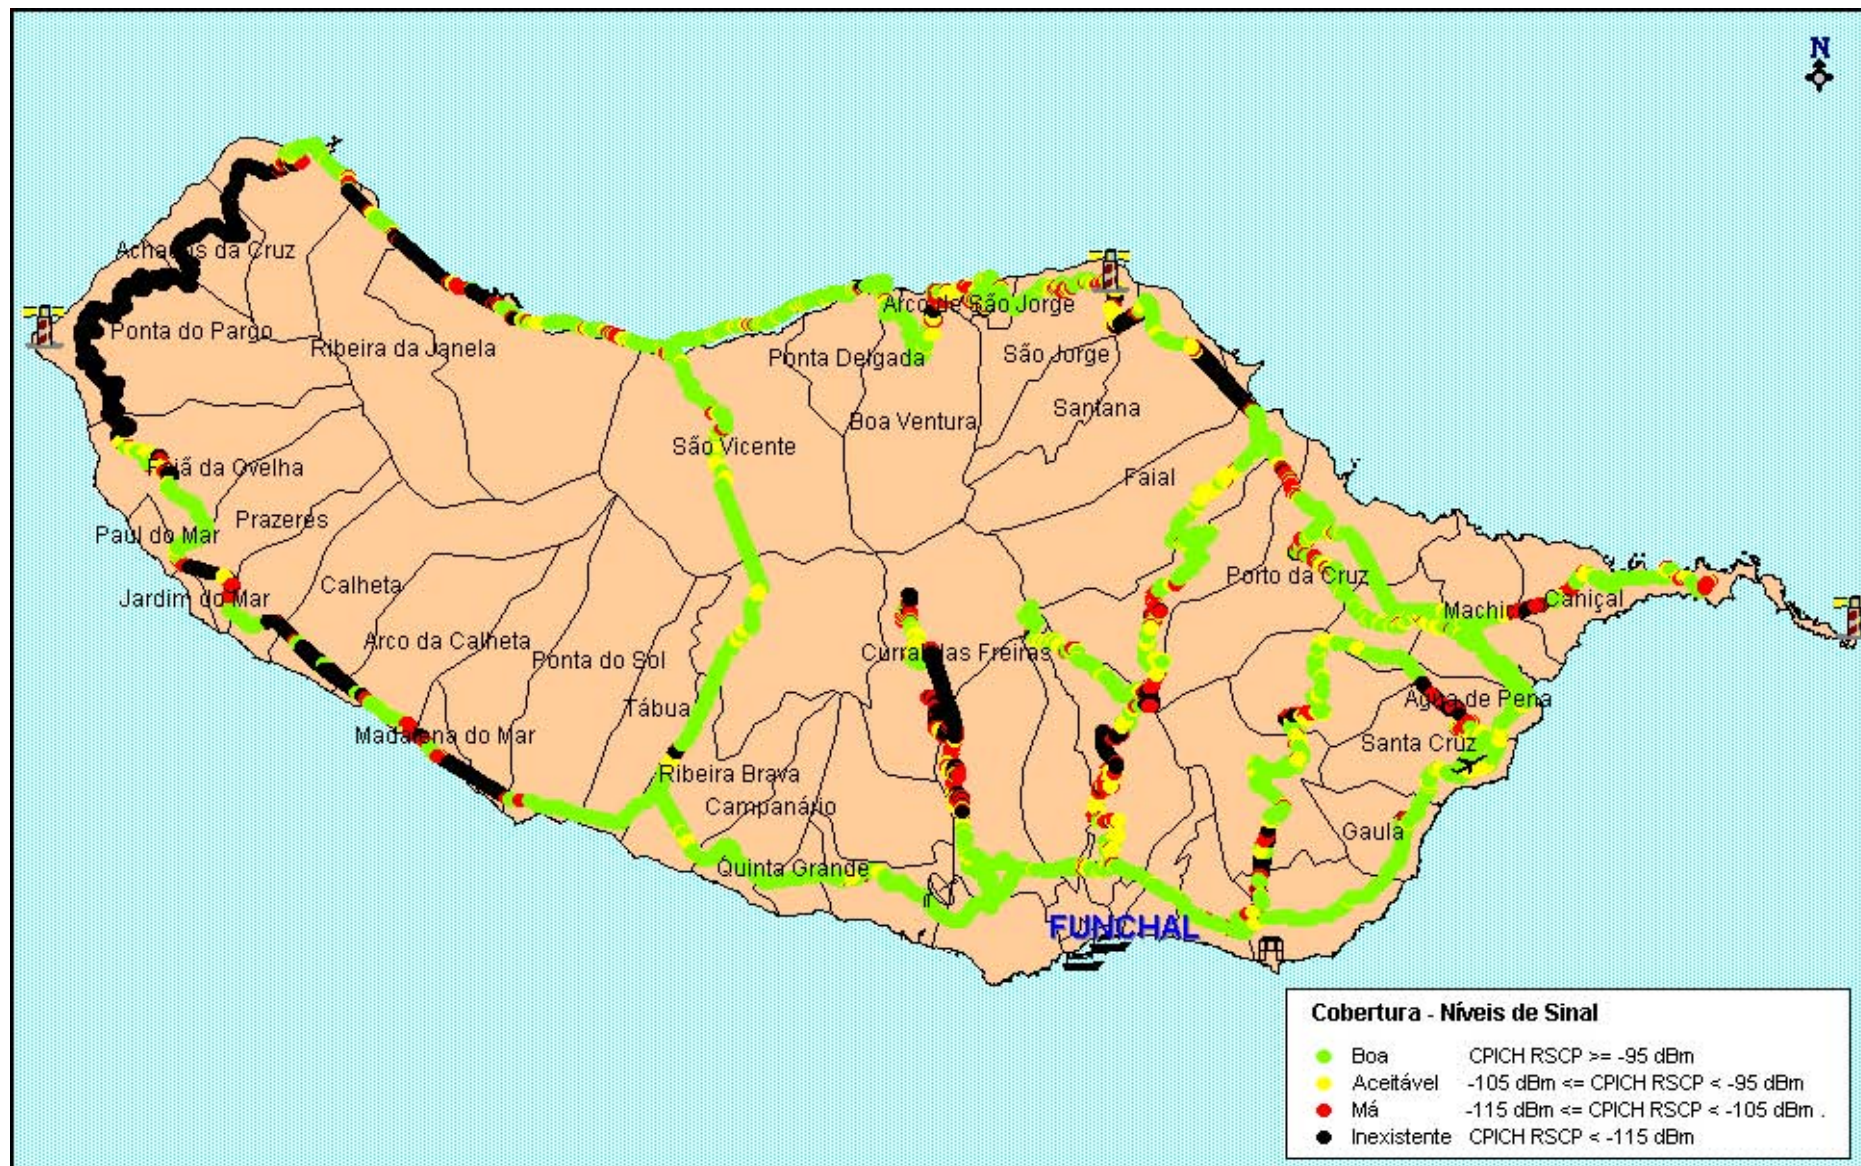 N
Achadas da Cruz
Ponta do Pargo
Ribeira da Janela
Arco de São Jorge
Ponta Delgada
São Jorge
Boa Ventura
Santana
São Vicente
Fajã da Ovelha
Faial
Prazeres
Paul do Mar
Calheta
Porto da Cruz
Jardim do Mar
Machico
Caniçal
Arco da Calheta
Curral das Freiras
Ponta do Sol
Tábua
Água de Pena
Madalena do Mar
Santa Cruz
Ribeira Brava
Campanário
Gaula
Quinta Grande
FUNCHAL
Cobertura - Níveis de Sinal
Boa CPICH RSCP >= -95 dBm
Aceitável -105 dBm <= CPICH RSCP < -95 dBm
Má -115 dBm <= CPICH RSCP < -105 dBm .
Inexistente CPICH RSCP < -115 dBm